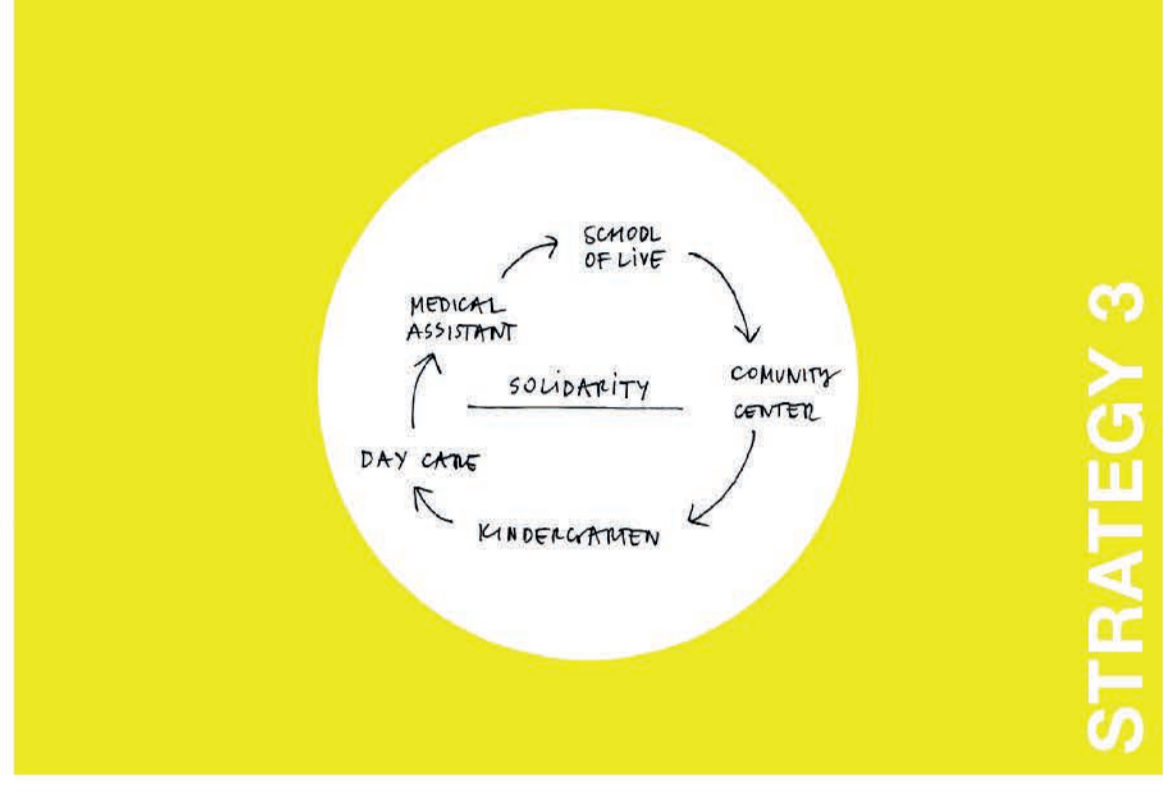 SCHOOL
OF LIVE
MEDICAL
ASSISTANT
SOLIDARITY
COMUNITY
CENTER
DAY CARE
KINDERGARTEN
STRATEGY 3